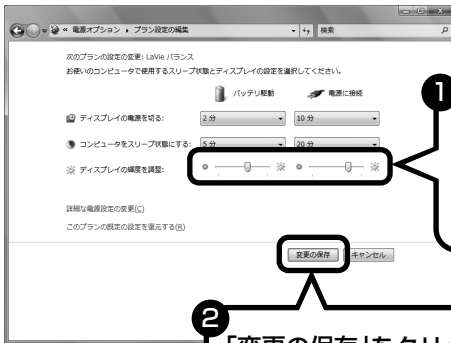 « 電源オプション ▸ プラン設定の編集
検索
次のプランの設定の変更: LaVie バランス
お使いのコンピュータで使用するスリープ状態とディスプレイの設定を選択してください。
バッテリ駆動 電源に接続
ディスプレイの電源を切る: 2 分 10 分
コンピュータをスリープ状態にする: 5 分 20 分
ディスプレイの輝度を調整:
1
詳細な電源設定の変更(C)
このプランの既定の設定を復元する(R)
変更の保存 キャンセル
2
「変更の保存」をクリ